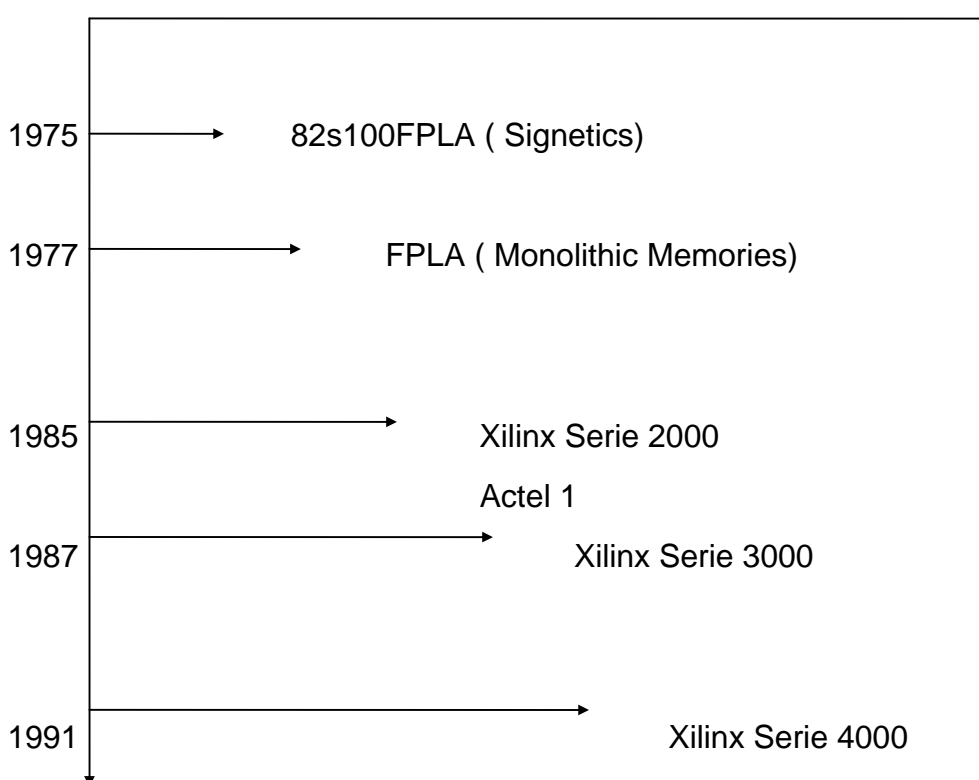 1975 82s100FPLA ( Signetics)
1977 FPLA ( Monolithic Memories)
1985 Xilinx Serie 2000
Actel 1
1987 Xilinx Serie 3000
1991 Xilinx Serie 4000